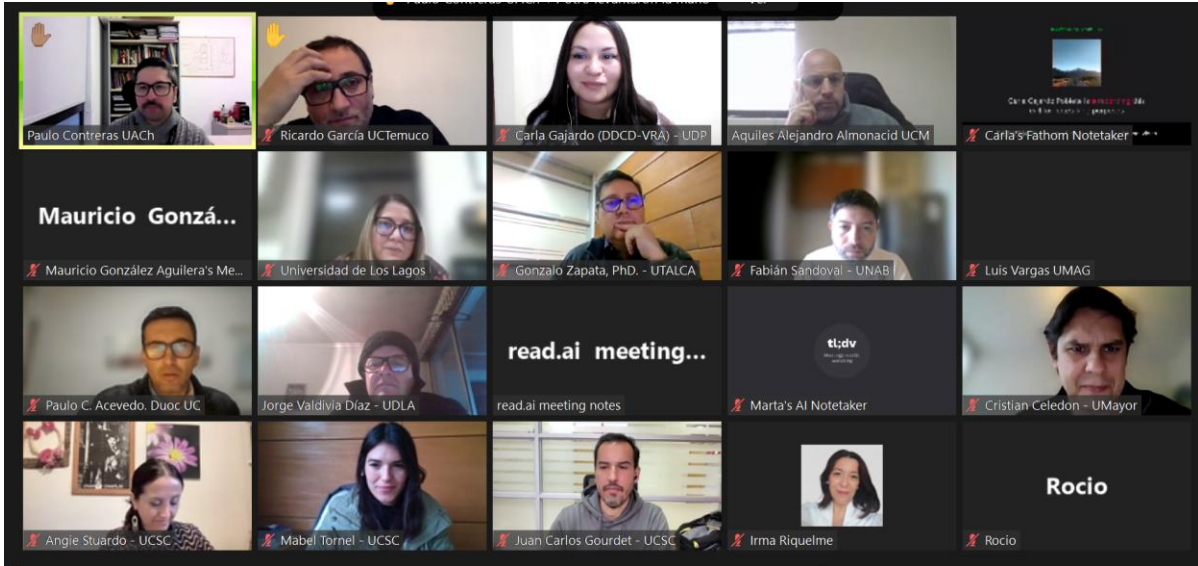 Paulo Contreras UACh
Ricardo García UCTemuco
Carla Gajardo (DDCD-VRA) - UDP
Aquiles Alejandro Almonacid UCM
Carla's Fathom Notetaker
Mauricio Gonzá...
Mauricio González Aguilera's Me...
Universidad de Los Lagos
Gonzalo Zapata, PhD. - UTALCA
Fabián Sandoval - UNAB
Luis Vargas UMAG
Paulo C. Acevedo. Duoc UC
Jorge Valdivia Díaz - UDLA
read.ai meeting...
read.ai meeting notes
tl;dv
Marta's AI Notetaker
Cristian Celedon - UMayor
Angie Stuardo - UCSC
Mabel Tornel - UCSC
Juan Carlos Gourdet - UCSC
Irma Riquelme
Rocio
Rocio